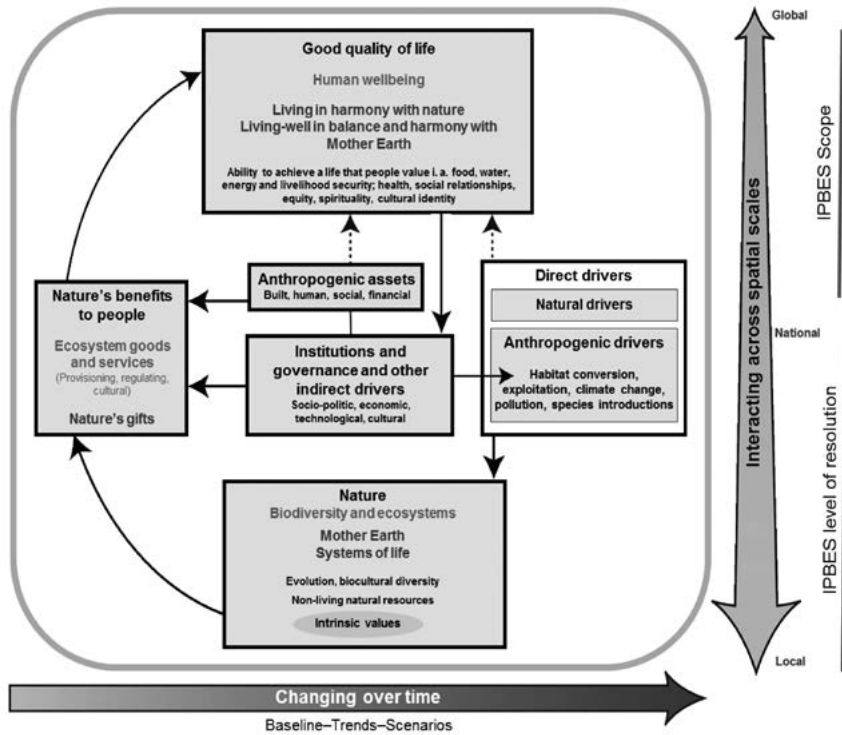 Good quality of life
Human wellbeing
Living in harmony with nature
Living-well in balance and harmony with
Mother Earth
Ability to achieve a life that people value i. a. food, water,
energy and livelihood security; health, social relationships,
equity, spirituality, cultural identity
Nature's benefits
to people
Ecosystem goods
and services
(Provisioning, regulating,
cultural)
Nature's gifts
Anthropogenic assets
Built, human, social, financial
Institutions and
governance and other
indirect drivers
Socio-politic, economic,
technological, cultural
Direct drivers
Natural drivers
Anthropogenic drivers
Habitat conversion,
exploitation, climate change,
pollution, species introductions
Nature
Biodiversity and ecosystems
Mother Earth
Systems of life
Evolution, biocultural diversity
Non-living natural resources
Intrinsic values
Global
National
Local
Interacting across spatial scales
IPBES Scope
IPBES level of resolution
Changing over time
Baseline–Trends–Scenarios